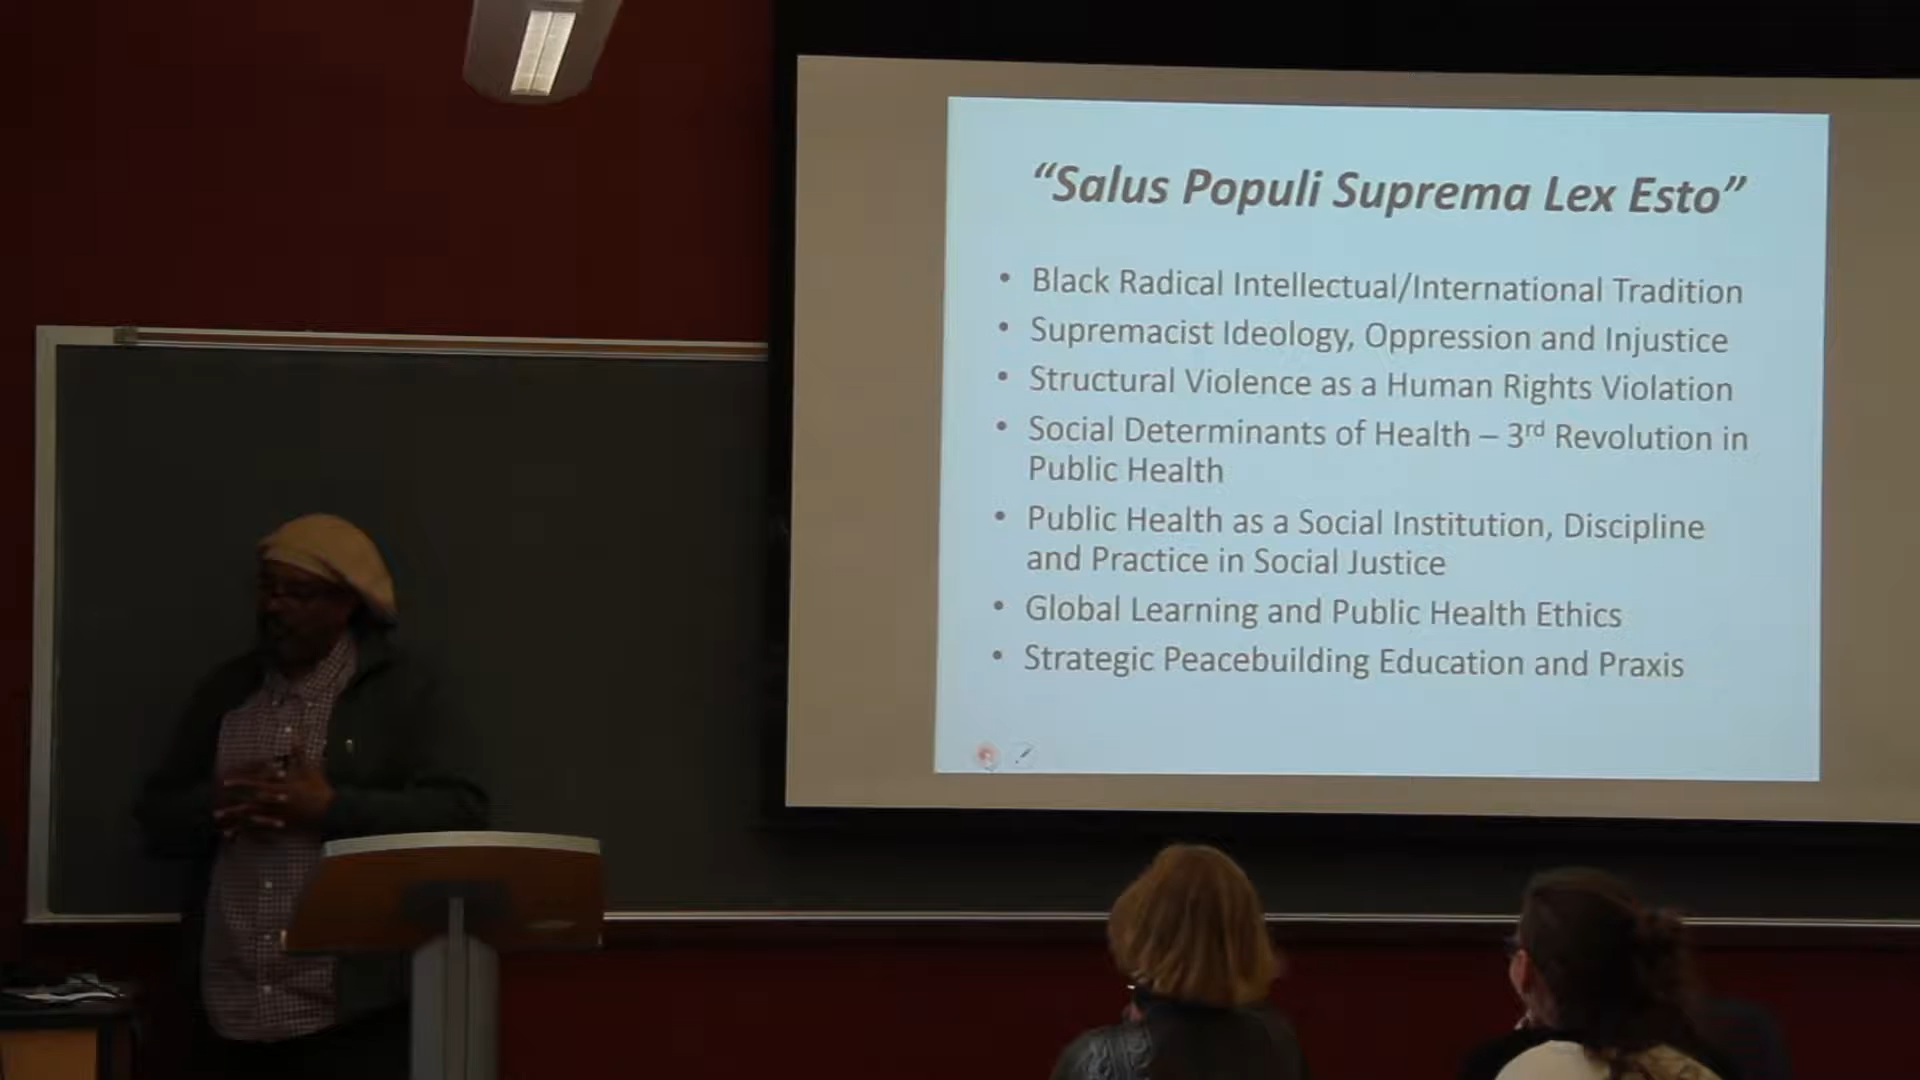 “Salus Populi Suprema Lex Esto”
• Black Radical Intellectual/International Tradition
• Supremacist Ideology, Oppression and Injustice
• Structural Violence as a Human Rights Violation
• Social Determinants of Health – 3rd Revolution in
Public Health
• Public Health as a Social Institution, Discipline
and Practice in Social Justice
• Global Learning and Public Health Ethics
• Strategic Peacebuilding Education and Praxis